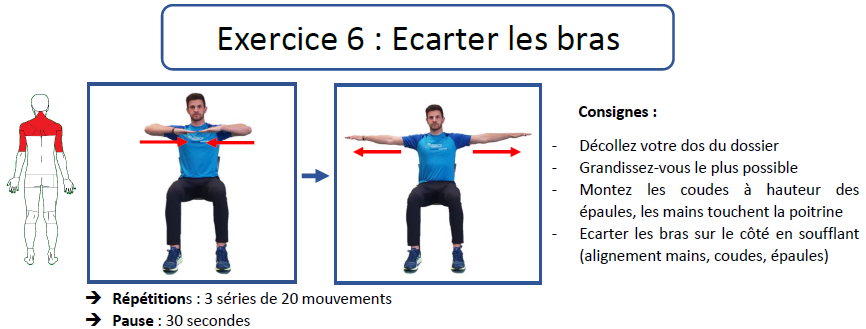 Exercice 6 : Ecarter les bras
Consignes :
- Décollez votre dos du dossier
- Grandissez-vous le plus possible
- Montez les coudes à hauteur des
épaules, les mains touchent la poitrine
- Ecarter les bras sur le côté en soufflant
(alignement mains, coudes, épaules)
➔ Répétitions : 3 séries de 20 mouvements
➔ Pause : 30 secondes